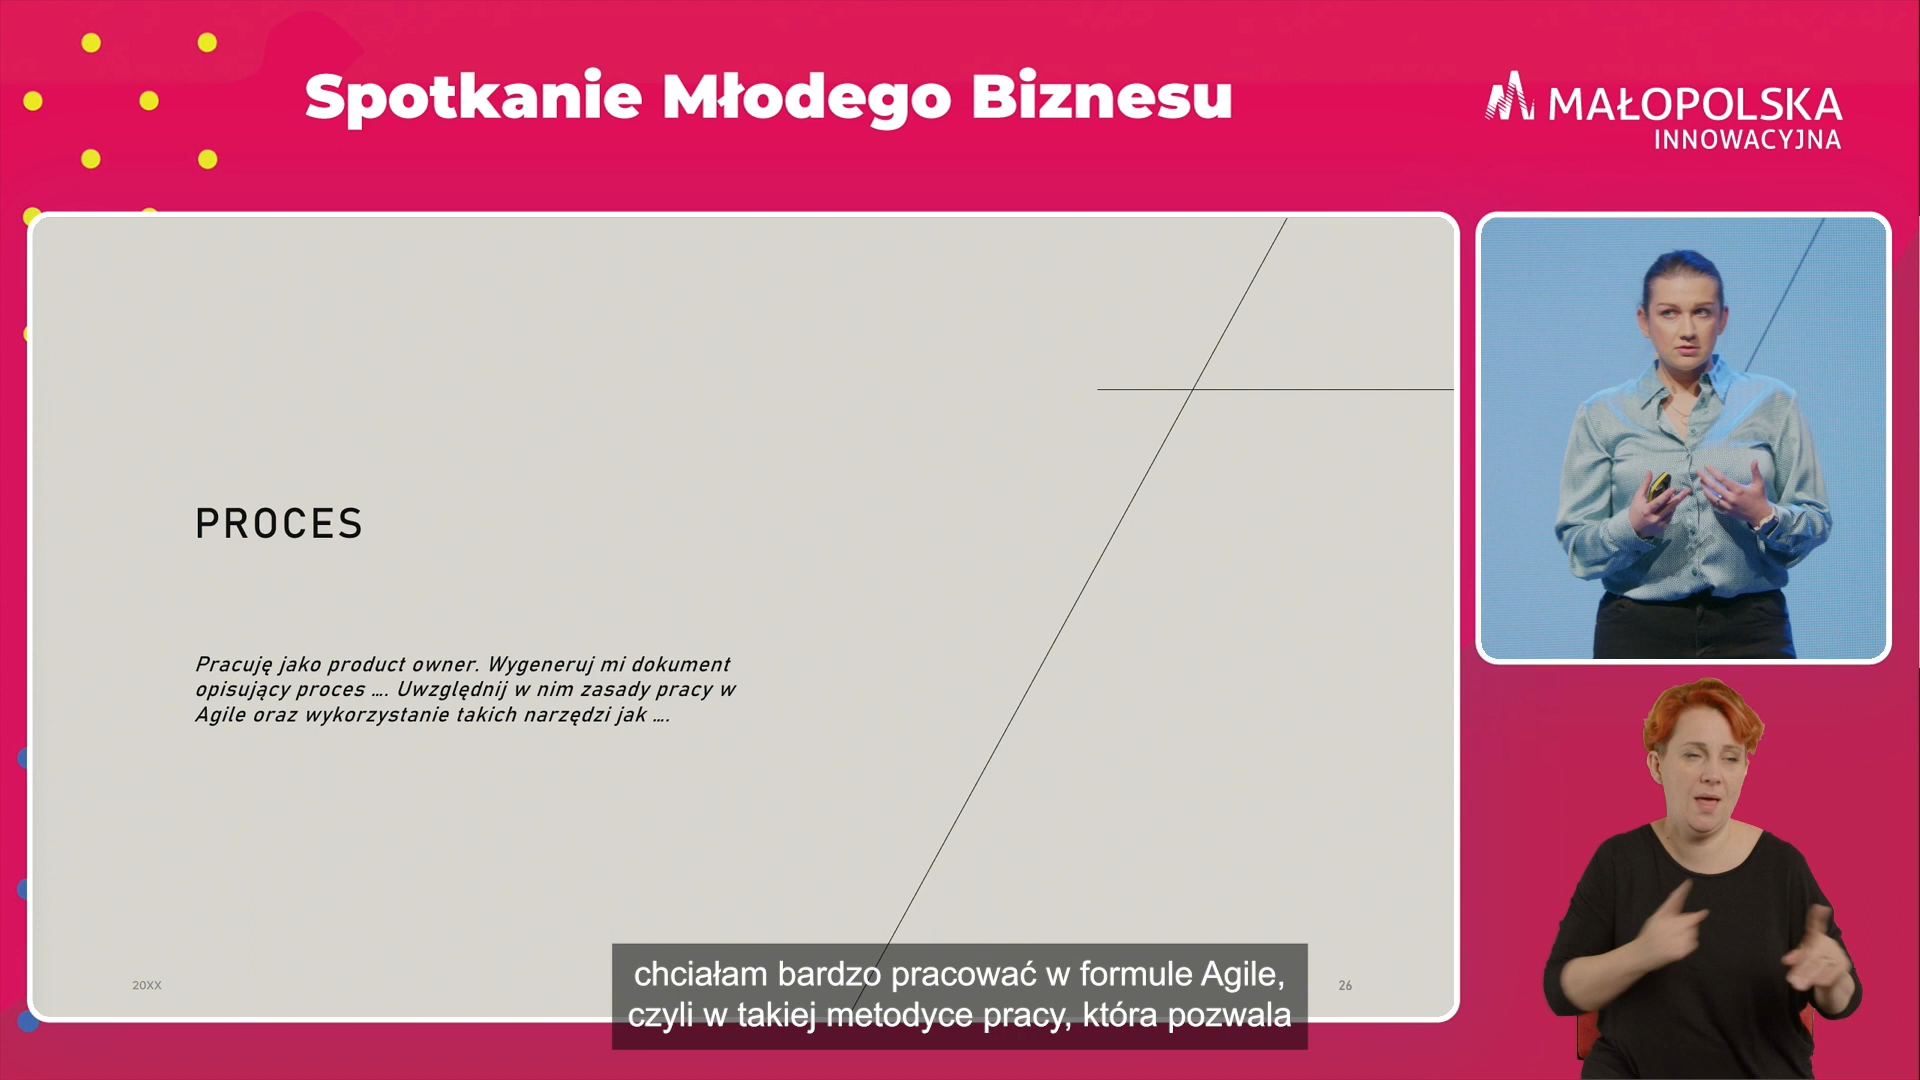 Spotkanie Młodego Biznesu
MAŁOPOLSKA
INNOWACYJNA
PROCES
Pracuję jako product owner. Wygeneruj mi dokument
opisujący proces .... Uwzględnij w nim zasady pracy w
Agile oraz wykorzystanie takich narzędzi jak ....
20XX
26
chciałam bardzo pracować w formule Agile,
czyli w takiej metodyce pracy, która pozwala